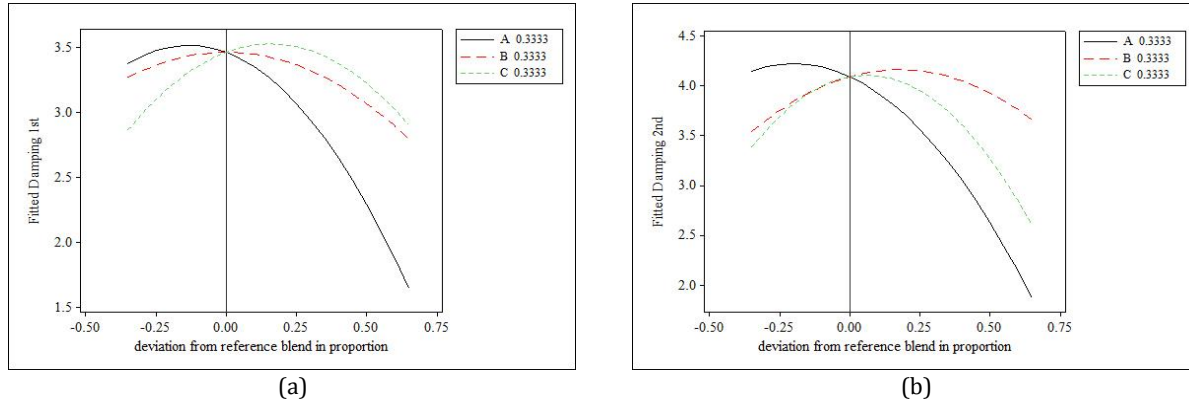 3.5
3.0
2.5
2.0
1.5
Fitted Damping 1st
-0.50
-0.25
0.00
0.25
0.50
0.75
deviation from reference blend in proportion
A 0.3333
B 0.3333
C 0.3333
(a)
4.5
4.0
3.5
4.0
2.5
2.0
Fitted Damping 2nd
-0.50
-0.25
0.00
0.25
0.50
0.75
deviation from reference blend in proportion
A 0.3333
B 0.3333
C 0.3333
(b)